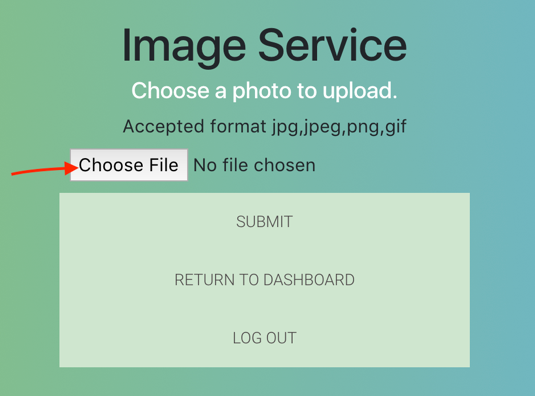 Image Service
Choose a photo to upload.
Accepted format jpg,jpeg,png,gif
Choose File No file chosen
SUBMIT
RETURN TO DASHBOARD
LOG OUT